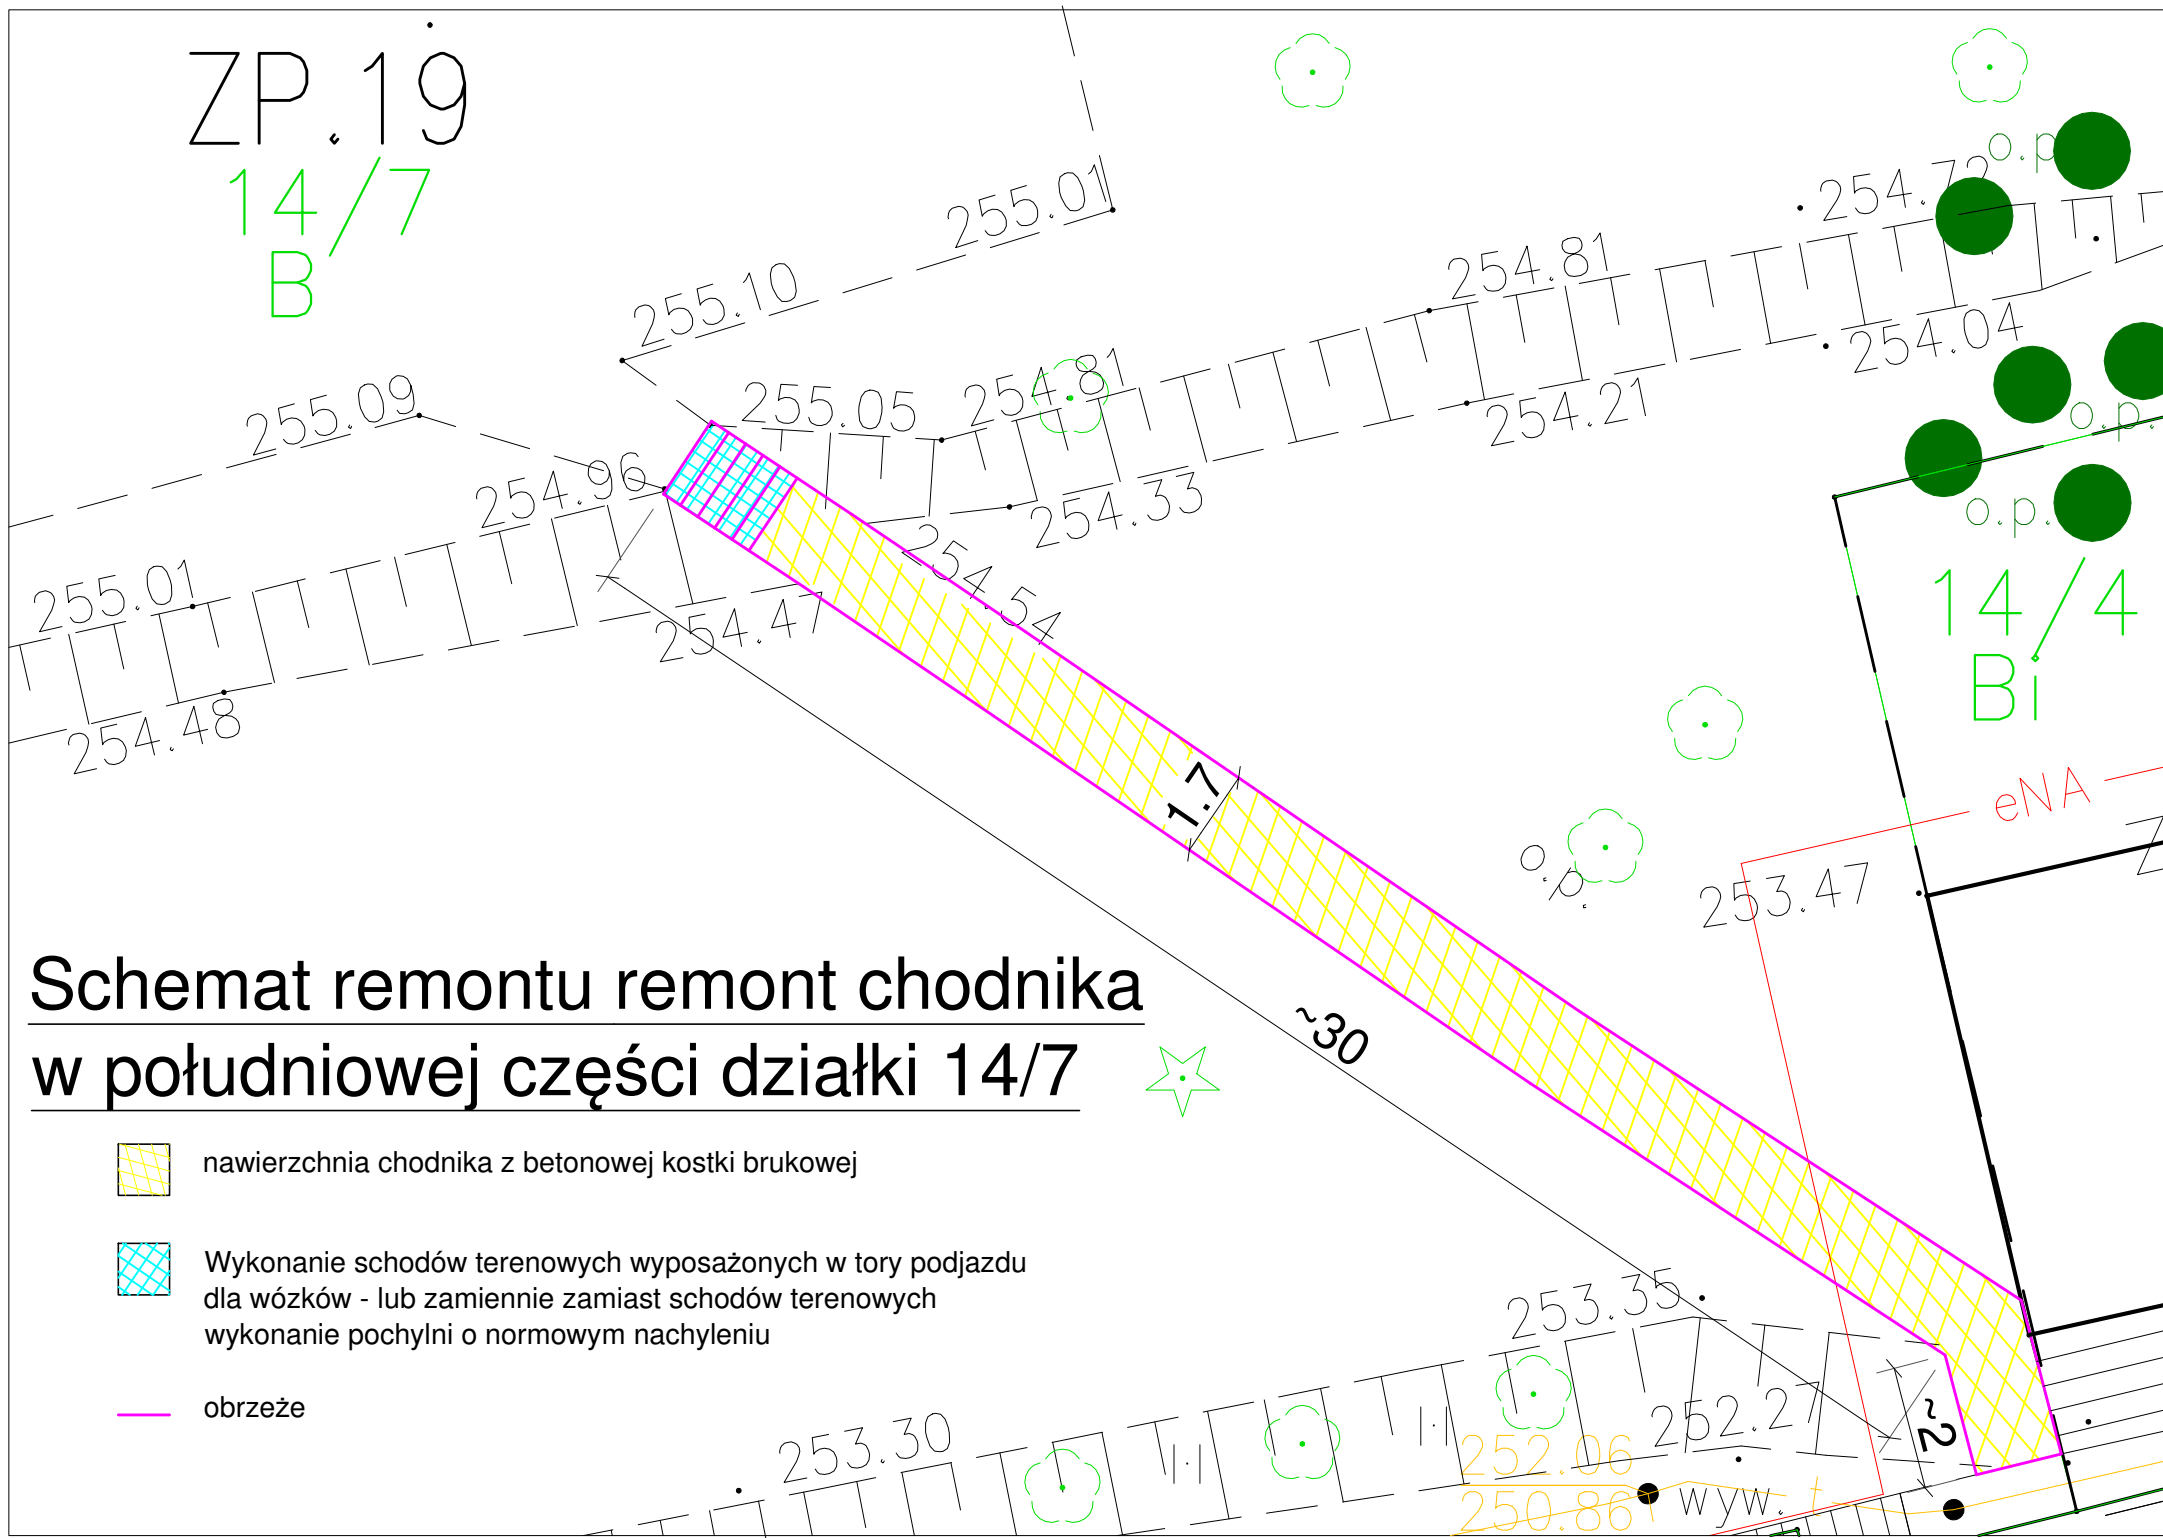 ZP.19
14/7
B
255.01
255.10
255.09
255.05
254.81
254.81
254.72
o.p
254.04
254.21
254.33
254.96
255.01
254.54
254.47
254.48
o.p.
o.p.
14/4
Bi
eNA
1.7
o.p.
253.47
~30
Schemat remontu remont chodnika
w południowej części działki 14/7
nawierzchnia chodnika z betonowej kostki brukowej
Wykonanie schodów terenowych wyposażonych w tory podjazdu
dla wózków - lub zamiennie zamiast schodów terenowych
wykonanie pochylni o normowym nachyleniu
obrzeże
253.35
252.27
~2
253.30
252.06
250.86
wyw. t